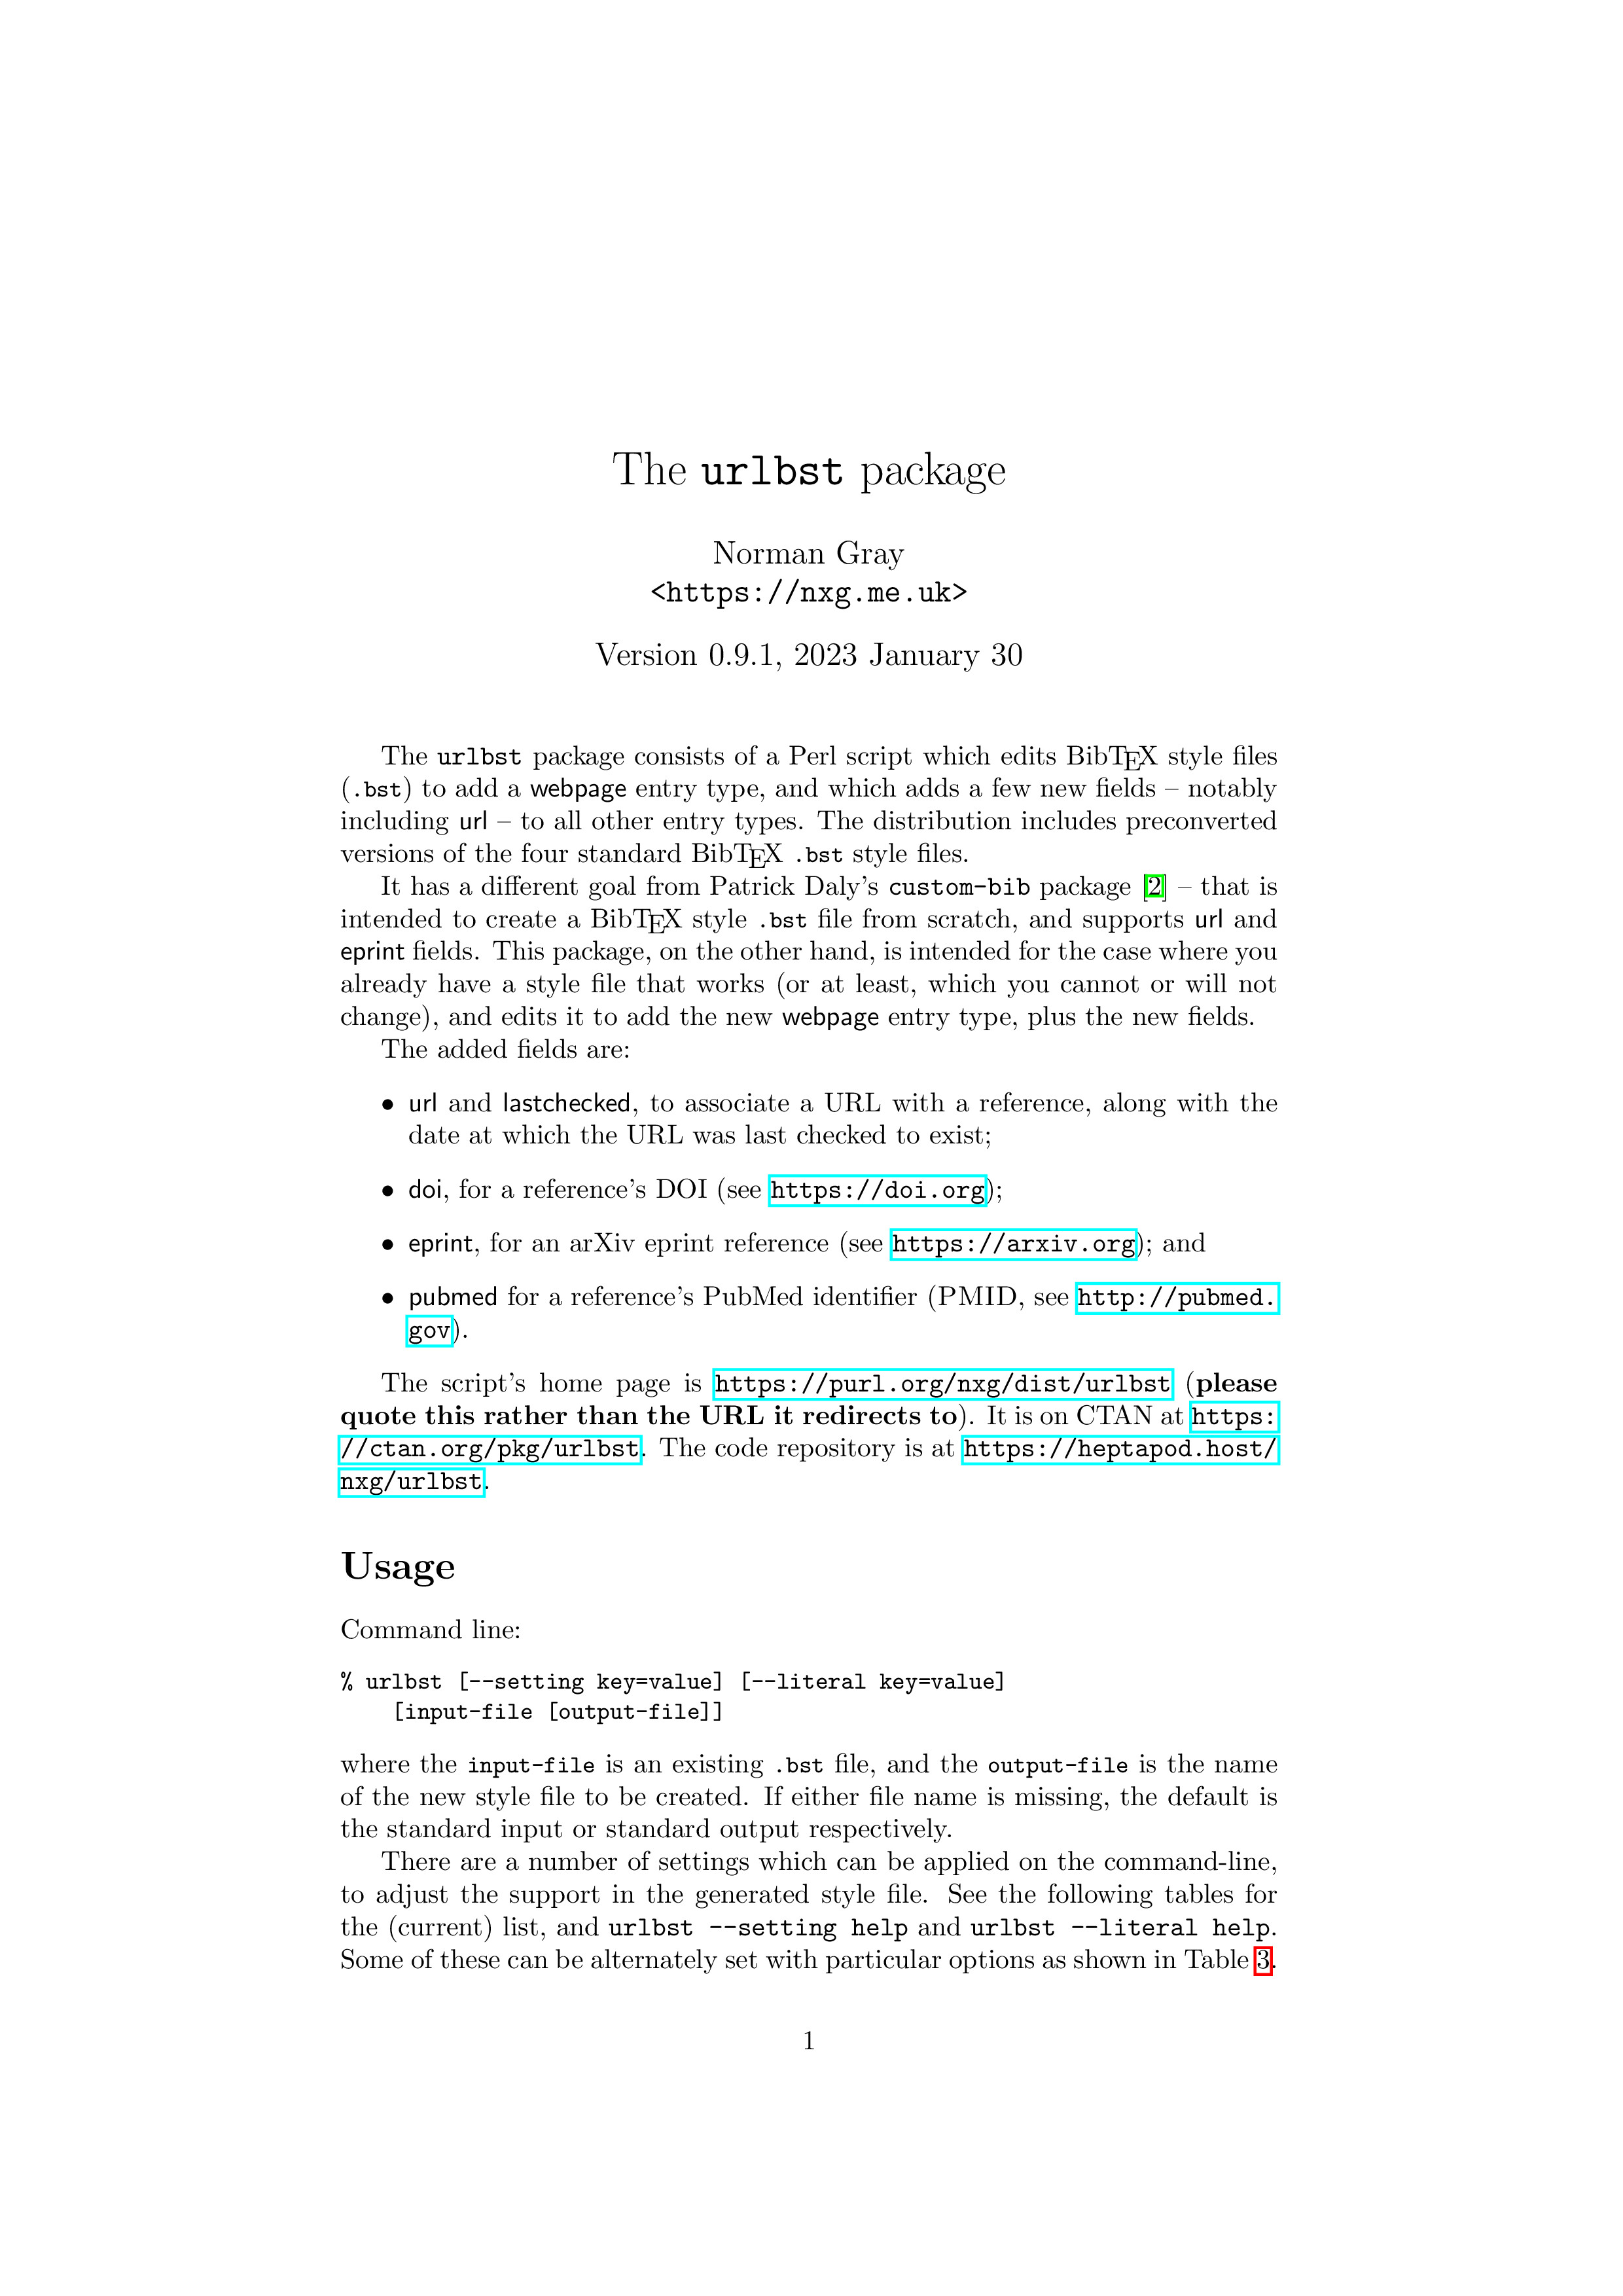 The urlbst package
Norman Gray
<https://nxg.me.uk>
Version 0.9.1, 2023 January 30
The urlbst package consists of a Perl script which edits BibTEX style files
(.bst) to add a webpage entry type, and which adds a few new fields – notably
including url – to all other entry types. The distribution includes preconverted
versions of the four standard BibTEX .bst style files.
It has a different goal from Patrick Daly's custom-bib package [2] – that is
intended to create a BibTEX style .bst file from scratch, and supports url and
eprint fields. This package, on the other hand, is intended for the case where you
already have a style file that works (or at least, which you cannot or will not
change), and edits it to add the new webpage entry type, plus the new fields.
The added fields are:
• url and lastchecked, to associate a URL with a reference, along with the
date at which the URL was last checked to exist;
• doi, for a reference's DOI (see https://doi.org);
• eprint, for an arXiv eprint reference (see https://arxiv.org); and
• pubmed for a reference's PubMed identifier (PMID, see http://pubmed.
gov).
The script's home page is https://purl.org/nxg/dist/urlbst (please
quote this rather than the URL it redirects to). It is on CTAN at https:
//ctan.org/pkg/urlbst. The code repository is at https://heptapod.host/
nxg/urlbst.
Usage
Command line:
% urlbst [--setting key=value] [--literal key=value]
[input-file [output-file]]
where the input-file is an existing .bst file, and the output-file is the name
of the new style file to be created. If either file name is missing, the default is
the standard input or standard output respectively.
There are a number of settings which can be applied on the command-line,
to adjust the support in the generated style file. See the following tables for
the (current) list, and urlbst --setting help and urlbst --literal help.
Some of these can be alternately set with particular options as shown in Table 3.
1